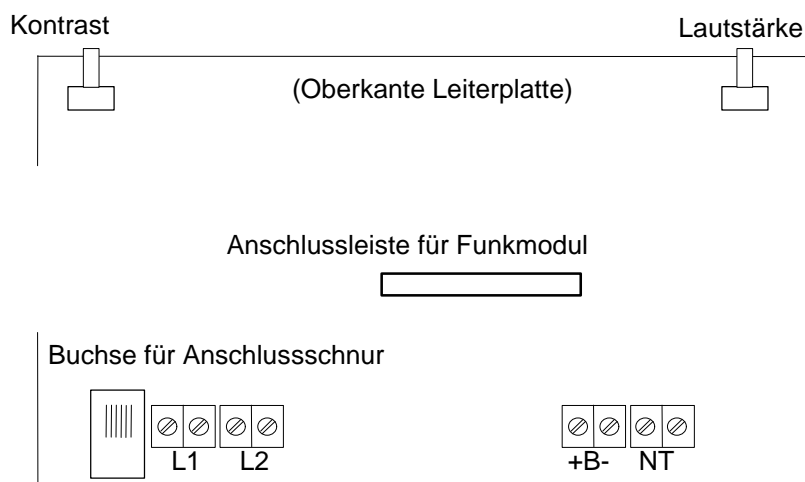 Kontrast
Lautstärke
(Oberkante Leiterplatte)
Anschlussleiste für Funkmodul
Buchse für Anschlussschnur
L1 L2 +B- NT